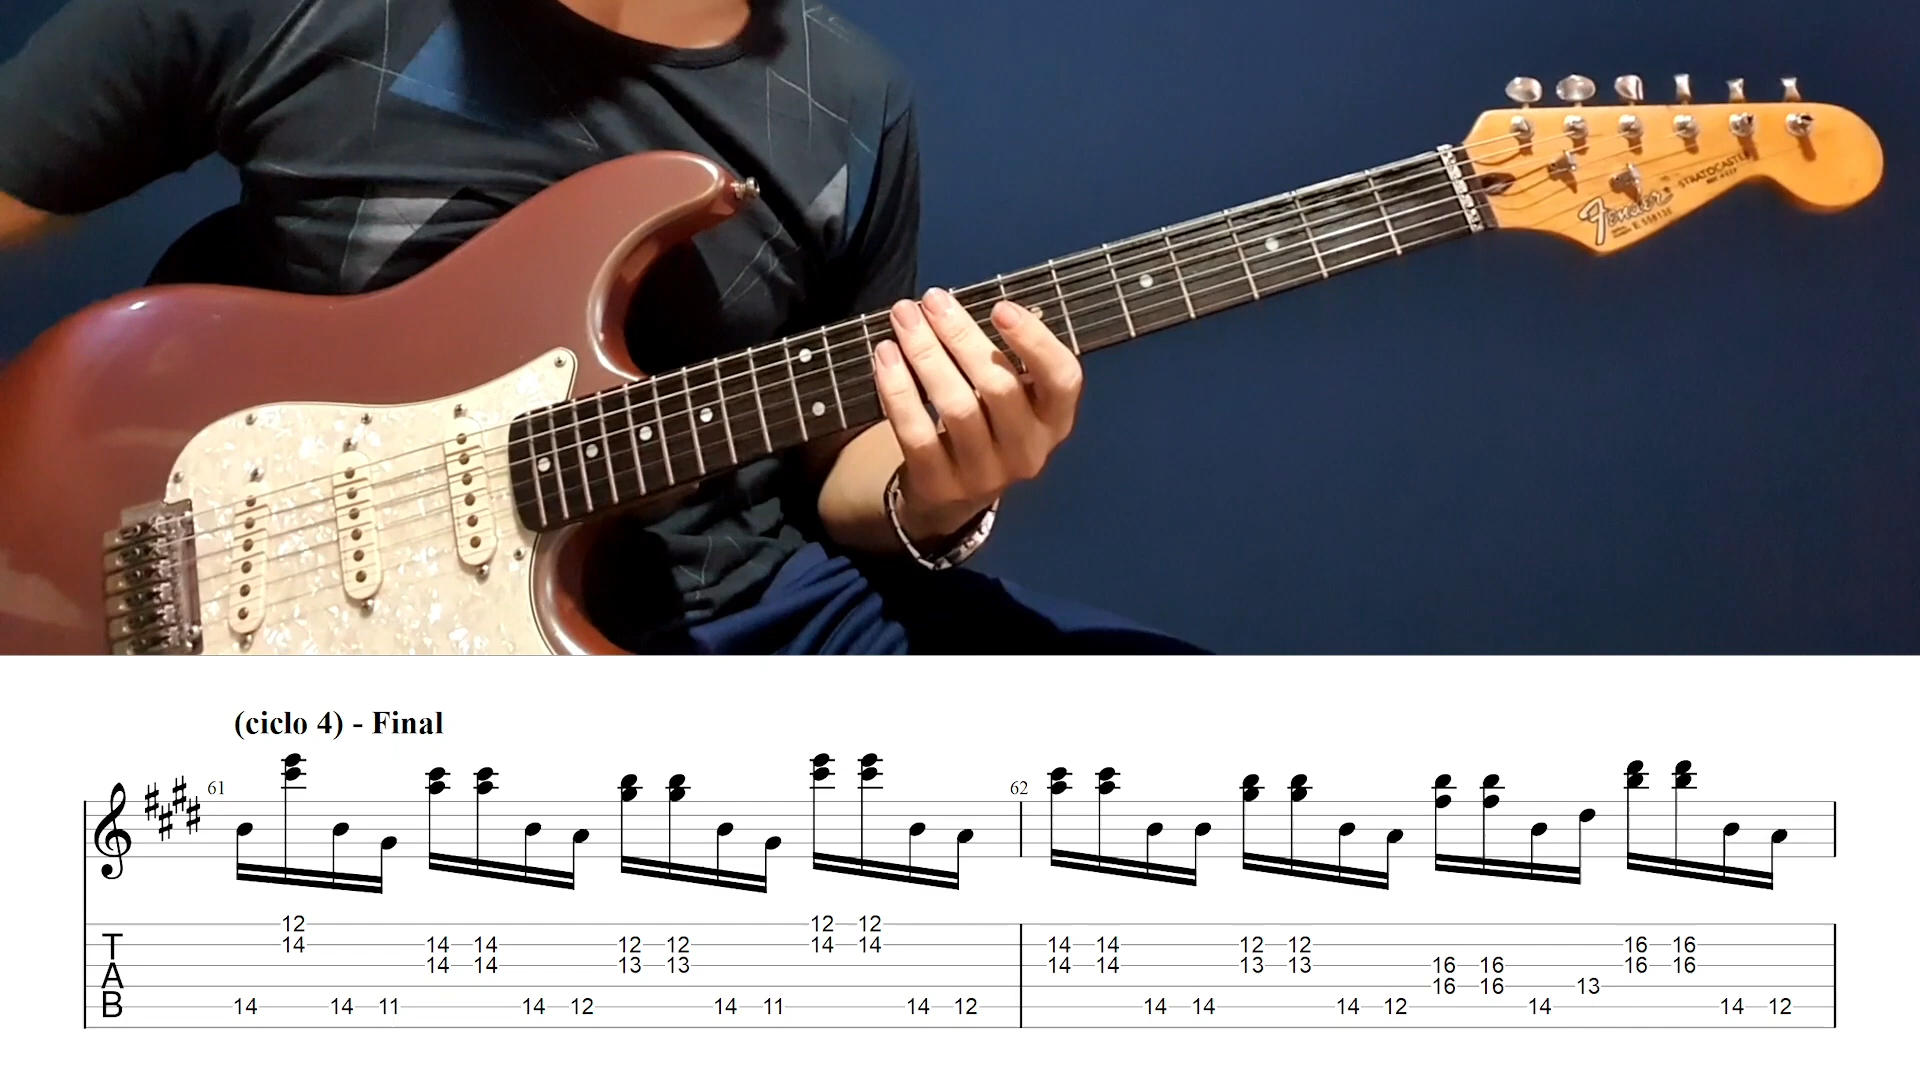 Fender
STRATOCASTER
E 558135
(ciclo 4) - Final
61 62
12 12 12
14 14 14 12 12 14 14 14 14 12 12 16 16
14 14 13 13 14 14 13 13 16 16 16 16
16 16 13
14 14 11 14 12 14 11 14 12 14 14 14 12 14 14 12
TAB